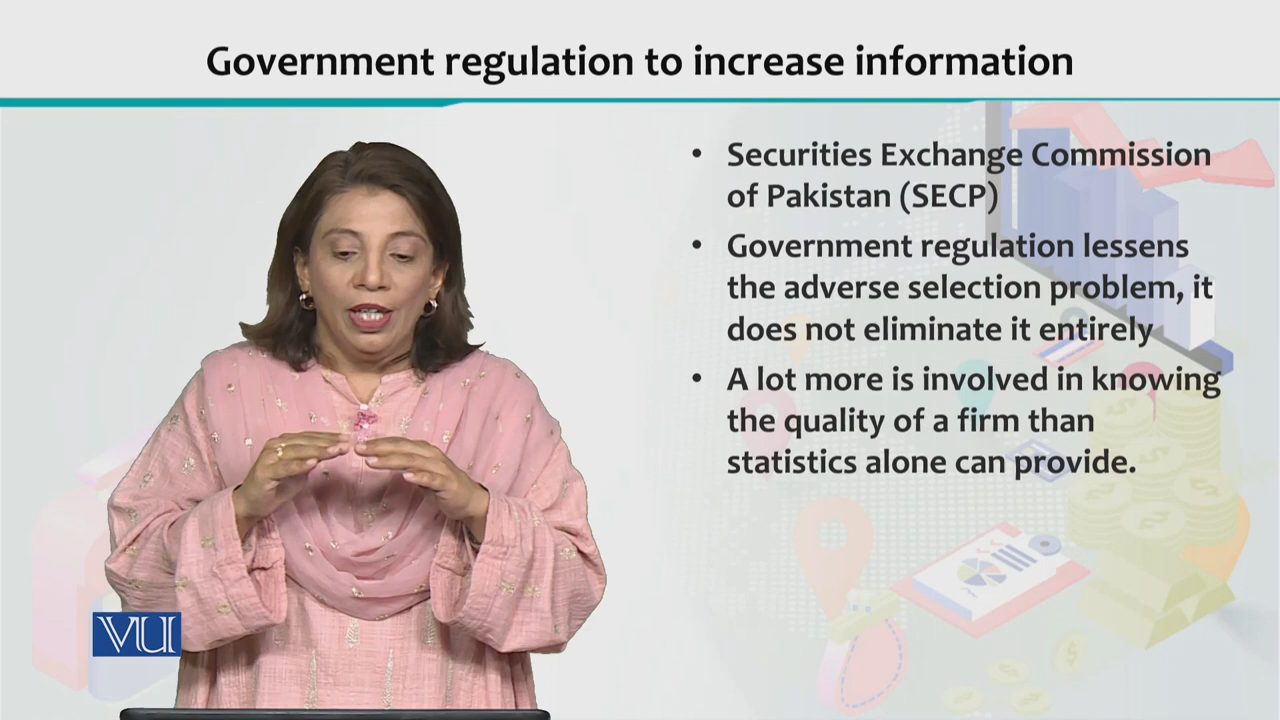 Government regulation to increase information
• Securities Exchange Commission
of Pakistan (SECP)
• Government regulation lessens
the adverse selection problem, it
does not eliminate it entirely
• A lot more is involved in knowing
the quality of a firm than
statistics alone can provide.
VU